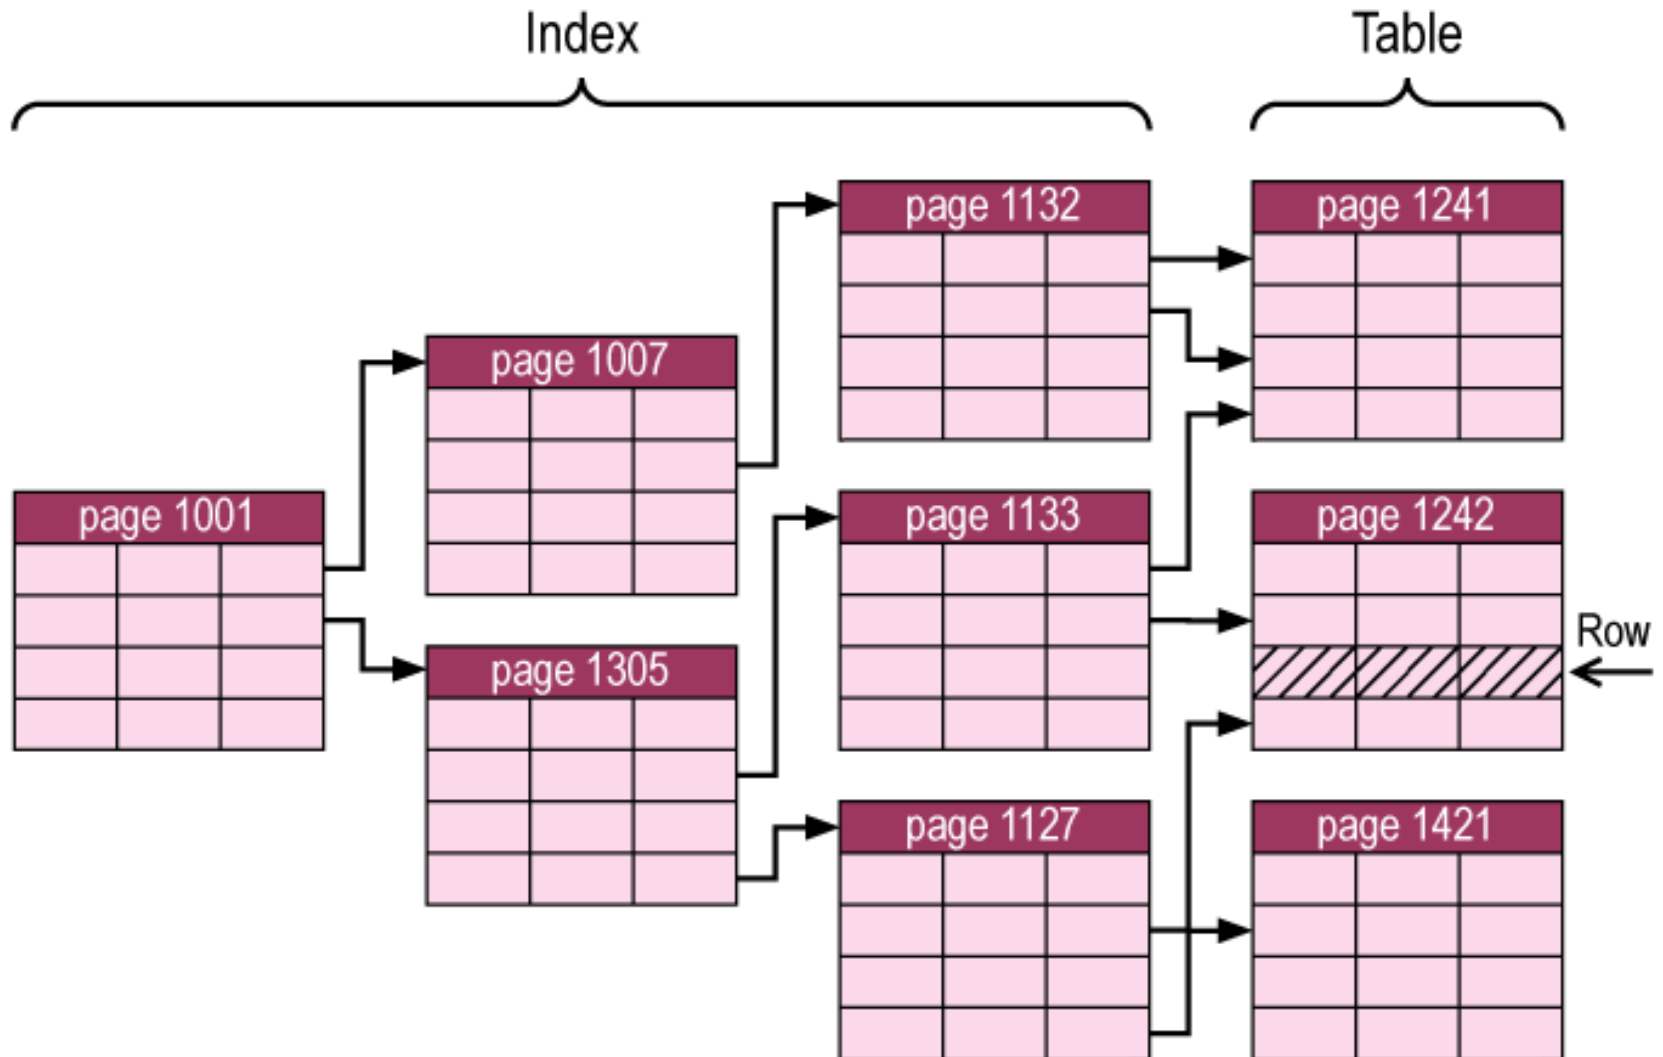 Index
Table
page 1132
page 1241
page 1007
page 1001
page 1133
page 1242
Row
page 1305
page 1127
page 1421